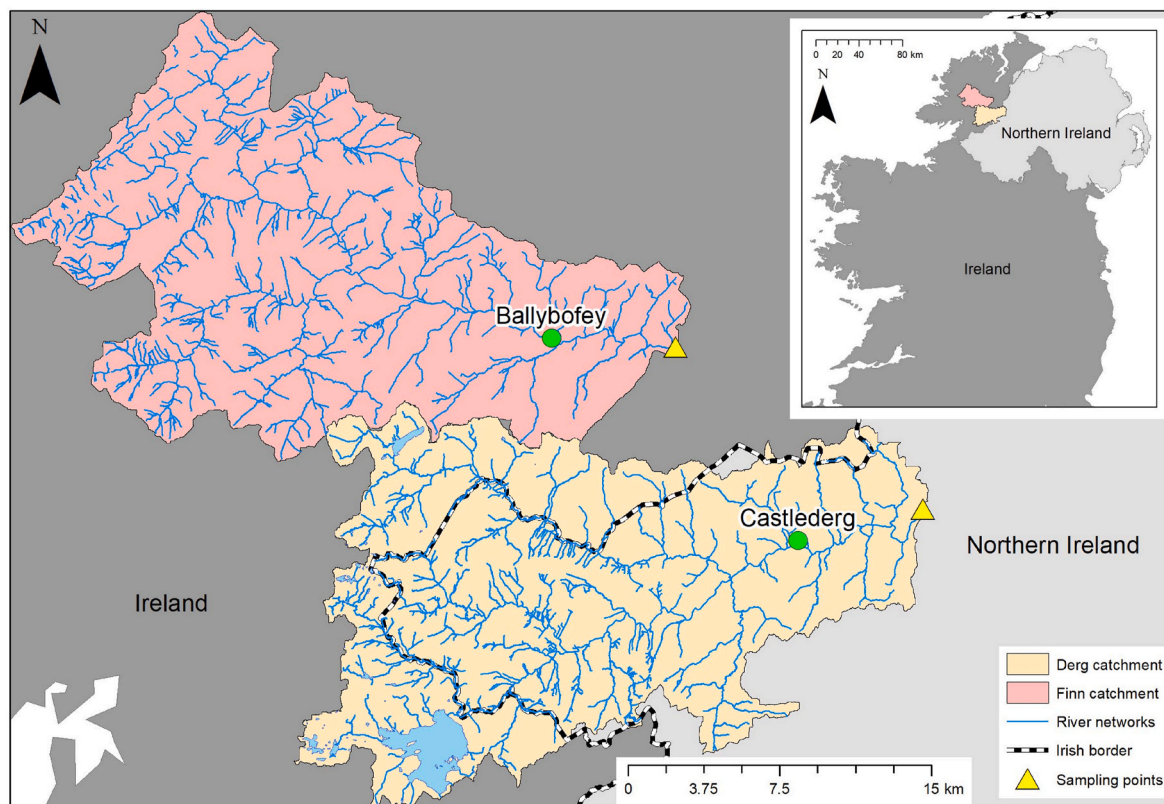 N
0 20 40 80 km
N
Northern Ireland
Ireland
Ballybofey
Castlederg
Northern Ireland
Ireland
Derg catchment
Finn catchment
River networks
Irish border
Sampling points
0 3.75 7.5 15 km